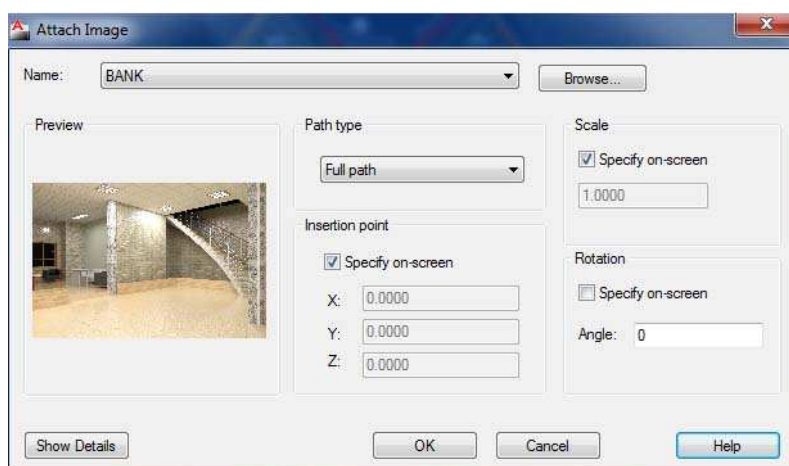 Attach Image
Name: BANK Browse...
Preview
Path type
Full path
Scale
Specify on-screen
1.0000
Insertion point
Specify on-screen
X: 0.0000
Y: 0.0000
Z: 0.0000
Rotation
Specify on-screen
Angle: 0
Show Details OK Cancel Help